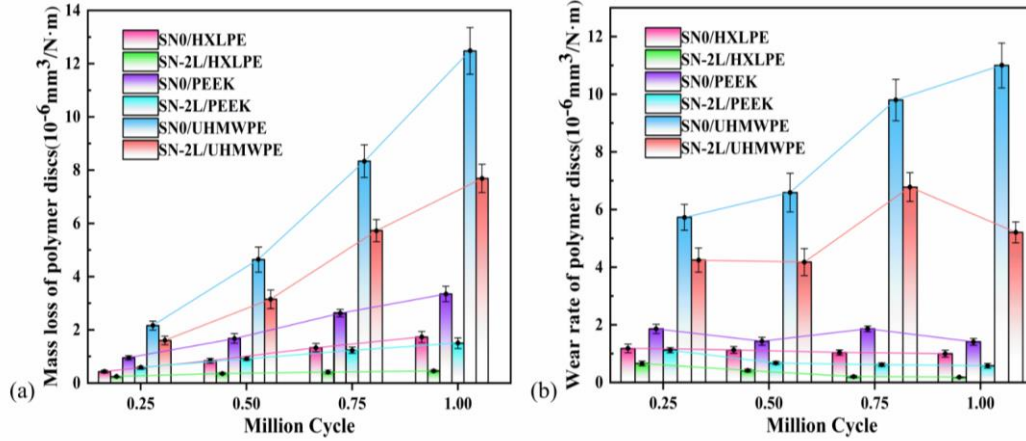 14
12
10
8
6
4
2
0
Mass loss of polymer discs(10⁻⁶mm³/N·m)
SN0/HXLPE
SN-2L/HXLPE
SN0/PEEK
SN-2L/PEEK
SN0/UHMWPE
SN-2L/UHMWPE
0.25 0.50 0.75 1.00
Million Cycle
(a)
12
10
8
6
4
2
0
Wear rate of polymer discs(10⁻⁶mm³/N·m)
SN0/HXLPE
SN-2L/HXLPE
SN0/PEEK
SN-2L/PEEK
SN0/UHMWPE
SN-2L/UHMWPE
0.25 0.50 0.75 1.00
Million Cycle
(b)